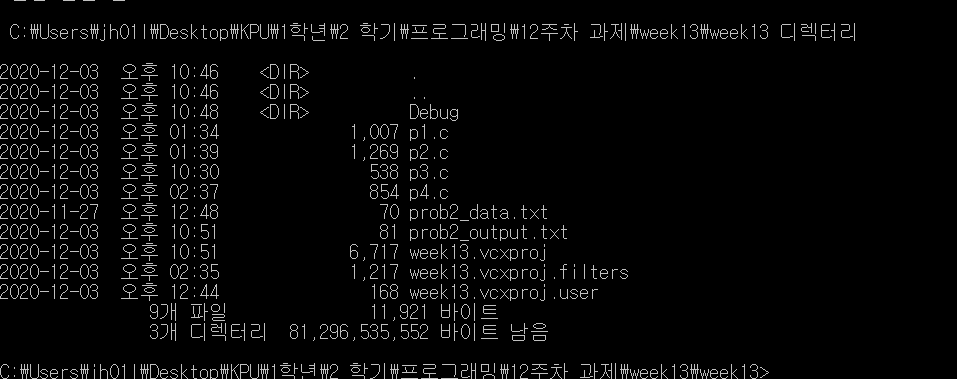 C:\Users\jh01l\Desktop\KPU\1학년\2 학기\프로그래밍\12주차 과제\week13\week13 디렉터리
2020-12-03 오후 10:46 <DIR> .
2020-12-03 오후 10:46 <DIR> ..
2020-12-03 오후 10:48 <DIR> Debug
2020-12-03 오후 01:34 1,007 p1.c
2020-12-03 오후 01:39 1,269 p2.c
2020-12-03 오후 10:30 538 p3.c
2020-12-03 오후 02:37 854 p4.c
2020-11-27 오후 12:48 70 prob2_data.txt
2020-12-03 오후 10:51 81 prob2_output.txt
2020-12-03 오후 10:51 6,717 week13.vcxproj
2020-12-03 오후 02:35 1,217 week13.vcxproj.filters
2020-12-03 오후 12:44 168 week13.vcxproj.user
9개 파일 11,921 바이트
3개 디렉터리 81,296,535,552 바이트 남음
C:\Users\jh01l\Desktop\KPU\1학년\2 학기\프로그래밍\12주차 과제\week13\week13>